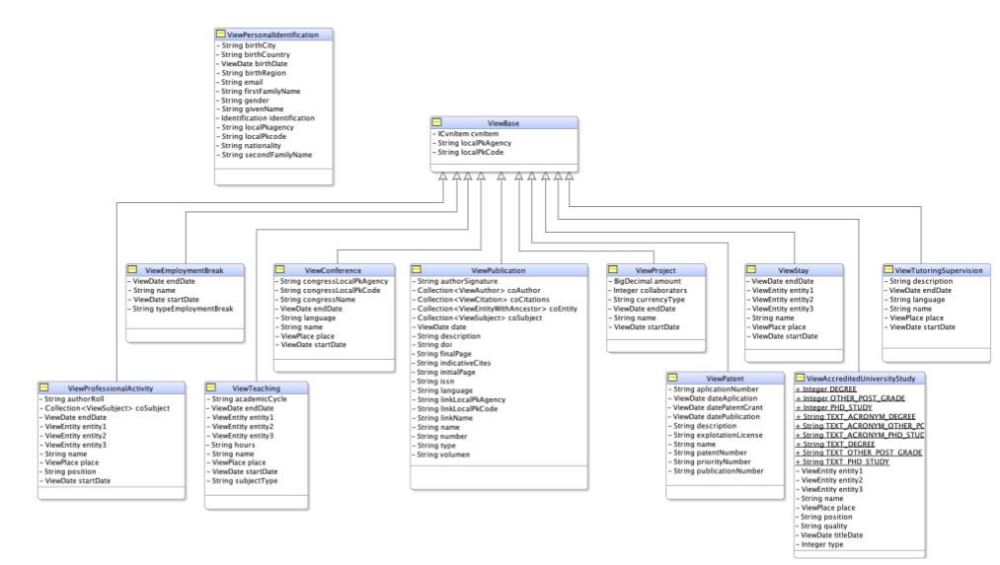 ViewPersonalIdentification
- String birthCity
- String birthCountry
- ViewDate birthDate
- String birthRegion
- String email
- String firstFamilyName
- String gender
- String givenName
- Identification identification
- String localPkagency
- String localPkcode
- String nationality
- String secondFamilyName
ViewBase
- ICvnItem cvnItem
- String localPkAgency
- String localPkCode
ViewEmploymentBreak
- ViewDate endDate
- String name
- ViewDate startDate
- String typeEmploymentBreak
ViewConference
- String congressLocalPkAgency
- String congressLocalPkCode
- String congressName
- ViewDate endDate
- String language
- String name
- ViewPlace place
- ViewDate startDate
ViewPublication
- String authorSignature
- Collection<ViewAuthor> coAuthor
- Collection<ViewCitation> coCitations
- Collection<ViewEntityWithAncestor> coEntity
- Collection<ViewSubject> coSubject
- ViewDate date
- String description
- String doi
- String finalPage
- String indicativeCites
- String initialPage
- String issn
- String language
- String linkLocalPkAgency
- String linkLocalPkCode
- String linkName
- String name
- String number
- String type
- String volumen
ViewProject
- BigDecimal amount
- Integer collaborators
- String currencyType
- ViewDate endDate
- String name
- ViewDate startDate
ViewStay
- ViewDate endDate
- ViewEntity entity1
- ViewEntity entity2
- ViewEntity entity3
- String name
- ViewPlace place
- ViewDate startDate
ViewTutoringSupervision
- String description
- ViewDate endDate
- String language
- String name
- ViewPlace place
- ViewDate startDate
ViewProfessionalActivity
- String authorRoll
- Collection<ViewSubject> coSubject
- ViewDate endDate
- ViewEntity entity1
- ViewEntity entity2
- ViewEntity entity3
- String name
- ViewPlace place
- String position
- ViewDate startDate
ViewTeaching
- String academicCycle
- ViewDate endDate
- ViewEntity entity1
- ViewEntity entity2
- ViewEntity entity3
- String hours
- String name
- ViewPlace place
- ViewDate startDate
- String subjectType
ViewPatent
- String aplicationNumber
- ViewDate dateAplication
- ViewDate datePatentGrant
- ViewDate datePublication
- String description
- String explotationLicense
- String name
- String patentNumber
- String priorityNumber
- String publicationNumber
ViewAccreditedUniversityStudy
+ Integer DEGREE
+ Integer OTHER_POST_GRADE
+ Integer PHD_STUDY
+ String TEXT_ACRONYM_DEGREE
+ String TEXT_ACRONYM_OTHER_PO
+ String TEXT_ACRONYM_PHD_STUD
+ String TEXT_DEGREE
+ String TEXT_OTHER_POST_GRADE
+ String TEXT_PHD_STUDY
- ViewEntity entity1
- ViewEntity entity2
- ViewEntity entity3
- String name
- ViewPlace place
- String position
- String quality
- ViewDate titleDate
- Integer type